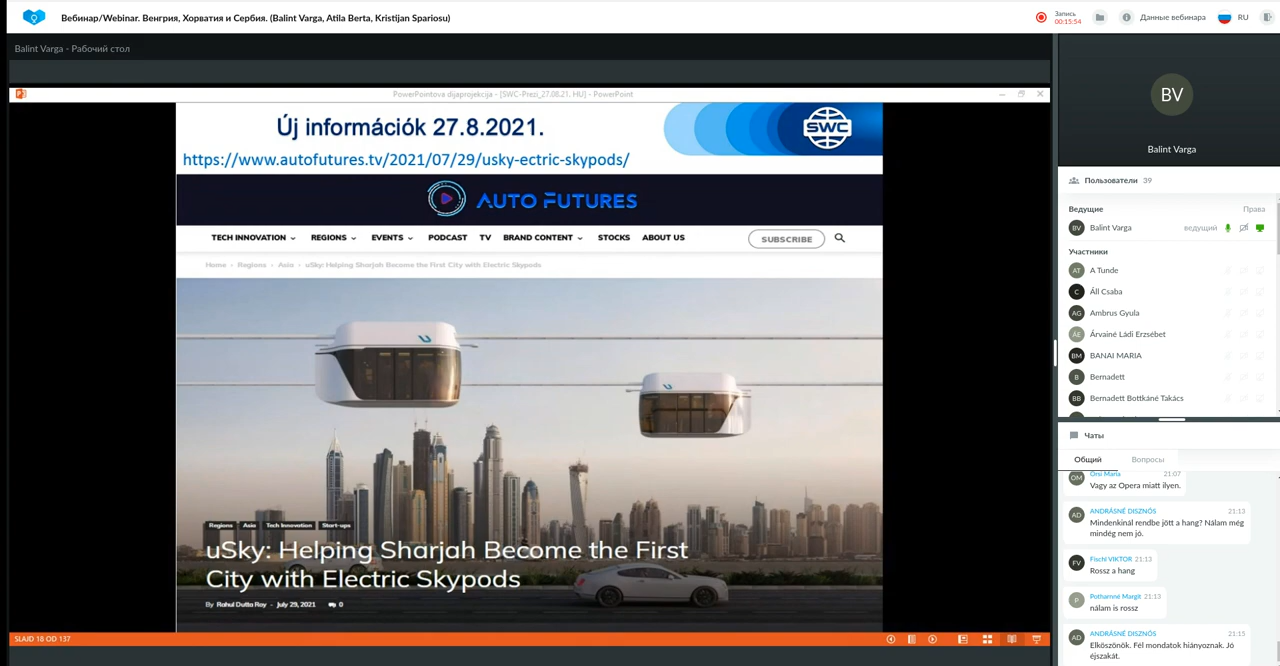 Вебинар/Webinar. Венгрия, Хорватия и Сербия. (Balint Varga, Atila Berta, Kristijan Spariosu)
Запись
00:15:54
Данные вебинара
RU
Balint Varga - Рабочий стол
PowerPointova dijaprojekcija - [SWC-Prezi_27.08.21. HU] - PowerPoint
Új információk 27.8.2021.
SWC
https://www.autofutures.tv/2021/07/29/usky-ectric-skypods/
AUTO FUTURES
TECH INNOVATION
REGIONS
EVENTS
PODCAST
TV
BRAND CONTENT
STOCKS
ABOUT US
SUBSCRIBE
Home › Regions › Asia › uSky: Helping Sharjah Become the First City with Electric Skypods
Regions
Asia
Tech Innovation
Start-ups
uSky: Helping Sharjah Become the First
City with Electric Skypods
By Rahul Dutta Roy - July 29, 2021 0
SLAJD 18 OD 137
BV
Balint Varga
Пользователи 39
Ведущие
Права
BV Balint Varga ведущий
Участники
AT A Tunde
C Áll Csaba
AG Ambrus Gyula
ÁE Árvainé Ládi Erzsébet
BM BANAI MARIA
B Bernadett
BB Bernadett Bottkáné Takács
Чаты
Общий
Вопросы
OM Orsi Maria 21:07
Vagy az Opera miatt ilyen.
AD ANDRÁSNÉ DISZNÓS 21:13
Mindenkinál rendbe jött a hang? Nálam még
mindég nem jó.
FV Fischl VIKTOR 21:13
Rossz a hang
P Potharnné Margit 21:13
nálam is rossz
AD ANDRÁSNÉ DISZNÓS 21:15
Elköszönök. Fél mondatok hiányoznak. Jó
éjszakát.